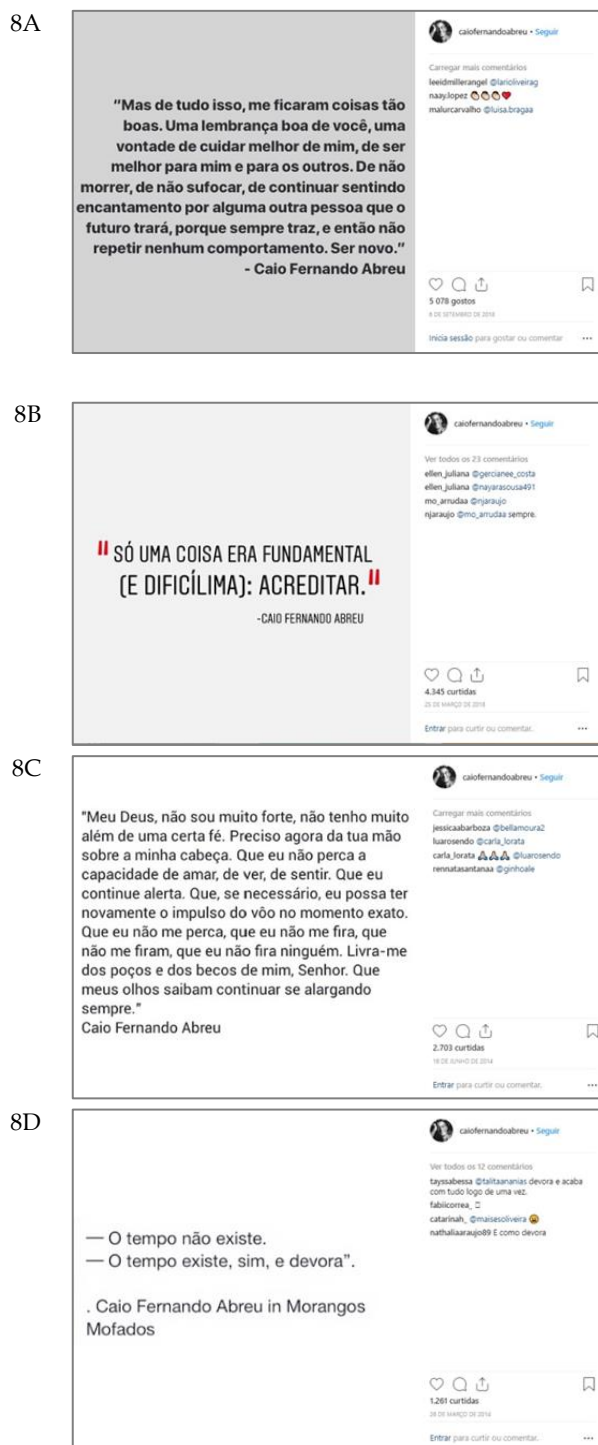 8A
"Mas de tudo isso, me ficaram coisas tão
boas. Uma lembrança boa de você, uma
vontade de cuidar melhor de mim, de ser
melhor para mim e para os outros. De não
morrer, de não sufocar, de continuar sentindo
encantamento por alguma outra pessoa que o
futuro trará, porque sempre traz, e então não
repetir nenhum comportamento. Ser novo."
- Caio Fernando Abreu
caiofernandoabreu • Seguir
Carregar mais comentários
leeidmillerangel @larioliveirag
naay.lopez
malurcarvalho @luisa.bragaa
5 078 gostos
6 DE SETEMBRO DE 2018
Inicia sessão para gostar ou comentar
8B
"SÓ UMA COISA ERA FUNDAMENTAL
(E DIFICÍLIMA): ACREDITAR."
-CAIO FERNANDO ABREU
caiofernandoabreu • Seguir
Ver todos os 23 comentários
ellen_juliana @gercianee_costa
ellen_juliana @nayarasousa491
mo_arrudaa @njaraujo
njaraujo @mo_arrudaa sempre.
4.345 curtidas
25 DE MARÇO DE 2018
Entrar para curtir ou comentar.
8C
"Meu Deus, não sou muito forte, não tenho muito
além de uma certa fé. Preciso agora da tua mão
sobre a minha cabeça. Que eu não perca a
capacidade de amar, de ver, de sentir. Que eu
continue alerta. Que, se necessário, eu possa ter
novamente o impulso do vôo no momento exato.
Que eu não me perca, que eu não me fira, que
não me firam, que eu não fira ninguém. Livra-me
dos poços e dos becos de mim, Senhor. Que
meus olhos saibam continuar se alargando
sempre."
Caio Fernando Abreu
caiofernandoabreu • Seguir
Carregar mais comentários
jessicaabarboza @bellamoura2
luarosendo @carla_lorata
carla_lorata 🙏🙏🙏 @luarosendo
rennatasantanaa @ginhoale
2.703 curtidas
DE JUNHO DE
Entrar para curtir ou comentar.
8D
— O tempo não existe.
— O tempo existe, sim, e devora”.
. Caio Fernando Abreu in Morangos
Mofados
caiofernandoabreu • Seguir
Ver todos os 12 comentários
tayssabessa @talitaananias devora e acaba
com tudo logo de uma vez.
fabiicorrea_
catarinah_ @maisesoliveira
nathaliaaraujo89 E como devora
1.261 curtidas
DE MARÇO DE
Entrar para curtir ou comentar.